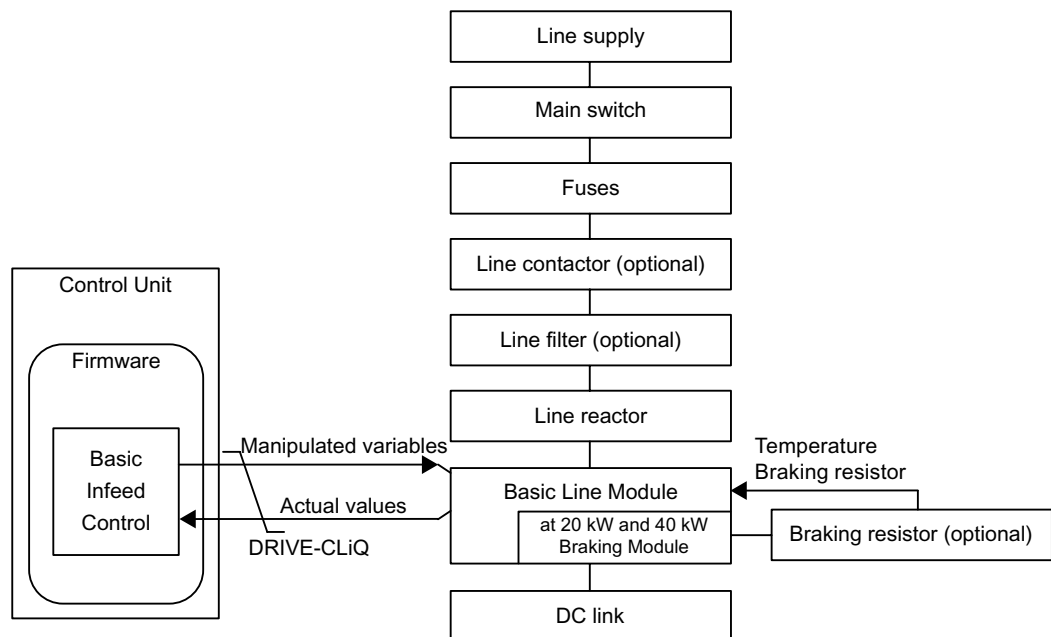 Line supply
Main switch
Fuses
Line contactor (optional)
Line filter (optional)
Line reactor
Control Unit
Firmware
Basic
Infeed
Control
Manipulated variables
Actual values
DRIVE-CLiQ
Basic Line Module
at 20 kW and 40 kW
Braking Module
Temperature
Braking resistor
Braking resistor (optional)
DC link